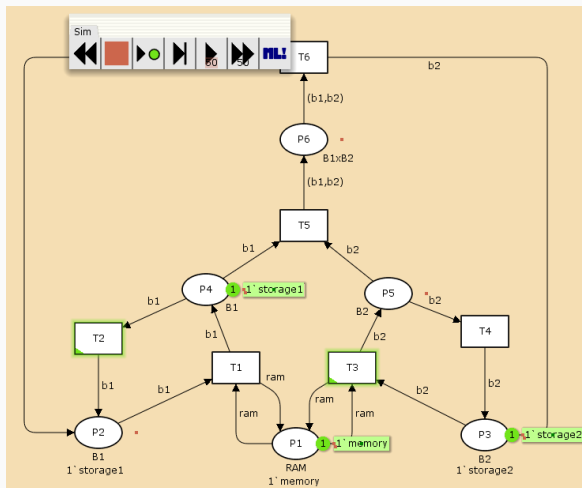 Sim
ML!
50
50
T6
b2
(b1,b2)
P6
B1xB2
(b1,b2)
T5
b1
b2
P4
1
1`storage1
B1
P5
B2
b1
b2
T2
b1
b2
T4
T1
T3
b1
b1
ram
ram
ram
ram
b2
b2
P2
B1
1`storage1
P1
1
1`memory
RAM
1`memory
P3
1
1`storage2
B2
1`storage2